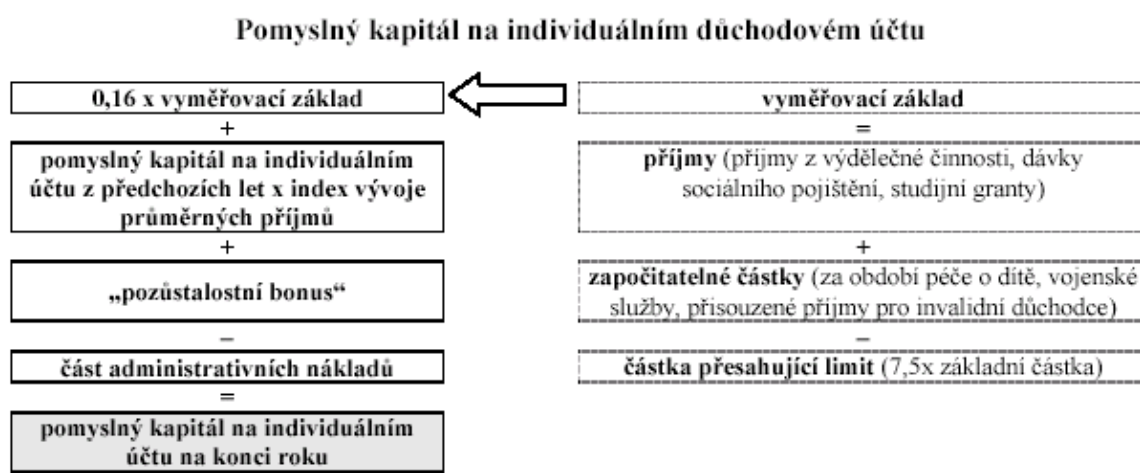 Pomyslný kapitál na individuálním důchodovém účtu
0,16 x vyměřovací základ
+
pomyslný kapitál na individuálním
účtu z předchozích let x index vývoje
průměrných příjmů
+
„pozůstalostní bonus“
–
část administrativních nákladů
=
pomyslný kapitál na individuálním
účtu na konci roku
vyměřovací základ
=
příjmy (příjmy z výdělečné činnosti, dávky
sociálního pojištění, studijní granty)
+
započitatelné částky (za období péče o dítě, vojenské
služby, přisouzené příjmy pro invalidní důchodce)
–
částka přesahující limit (7,5x základní částka)